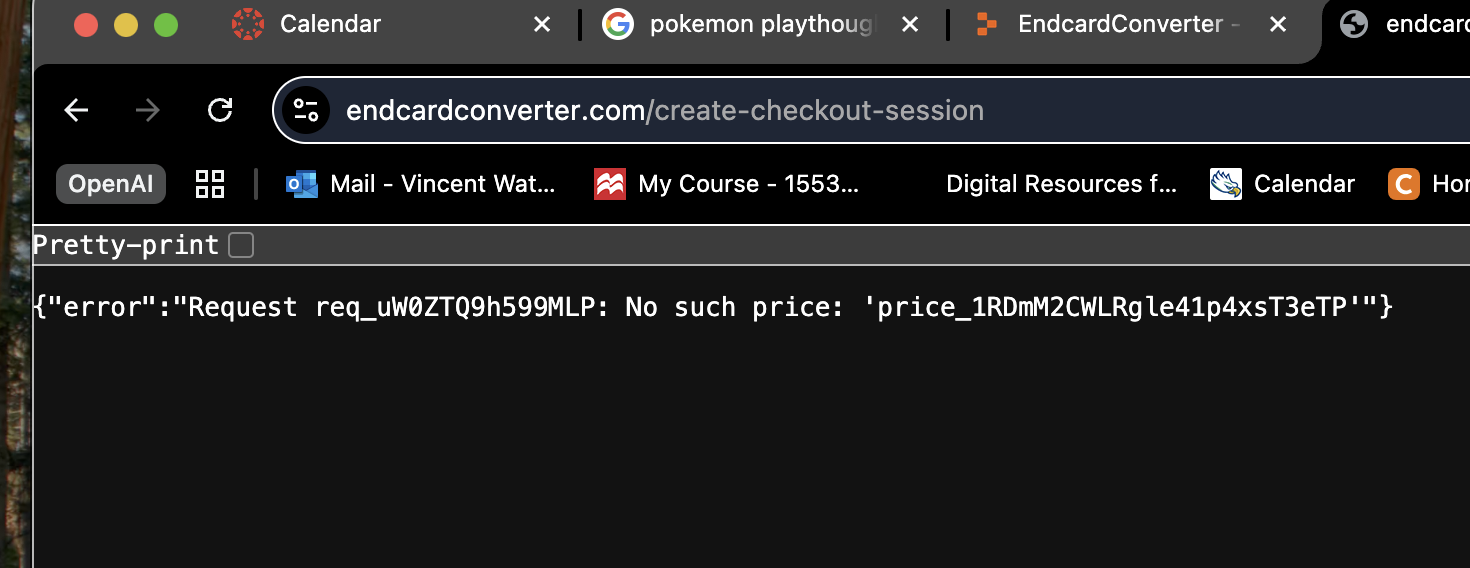 Calendar pokemon playthoug EndcardConverter - endcard
endcardconverter.com/create-checkout-session
OpenAI Mail - Vincent Wat... My Course - 1553... Digital Resources f... Calendar C Hor
Pretty-print
{"error":"Request req_uW0ZTQ9h599MLP: No such price: 'price_1RDmM2CWLRgle41p4xsT3eTP'"}